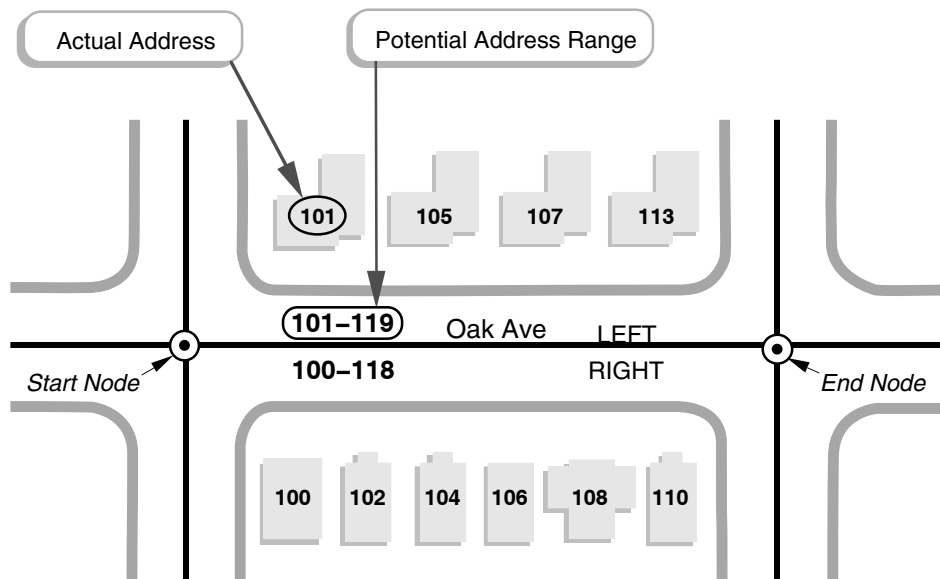 Actual Address
Potential Address Range
101 105 107 113
101–119
Oak Ave
LEFT
100–118
RIGHT
Start Node
End Node
100 102 104 106 108 110